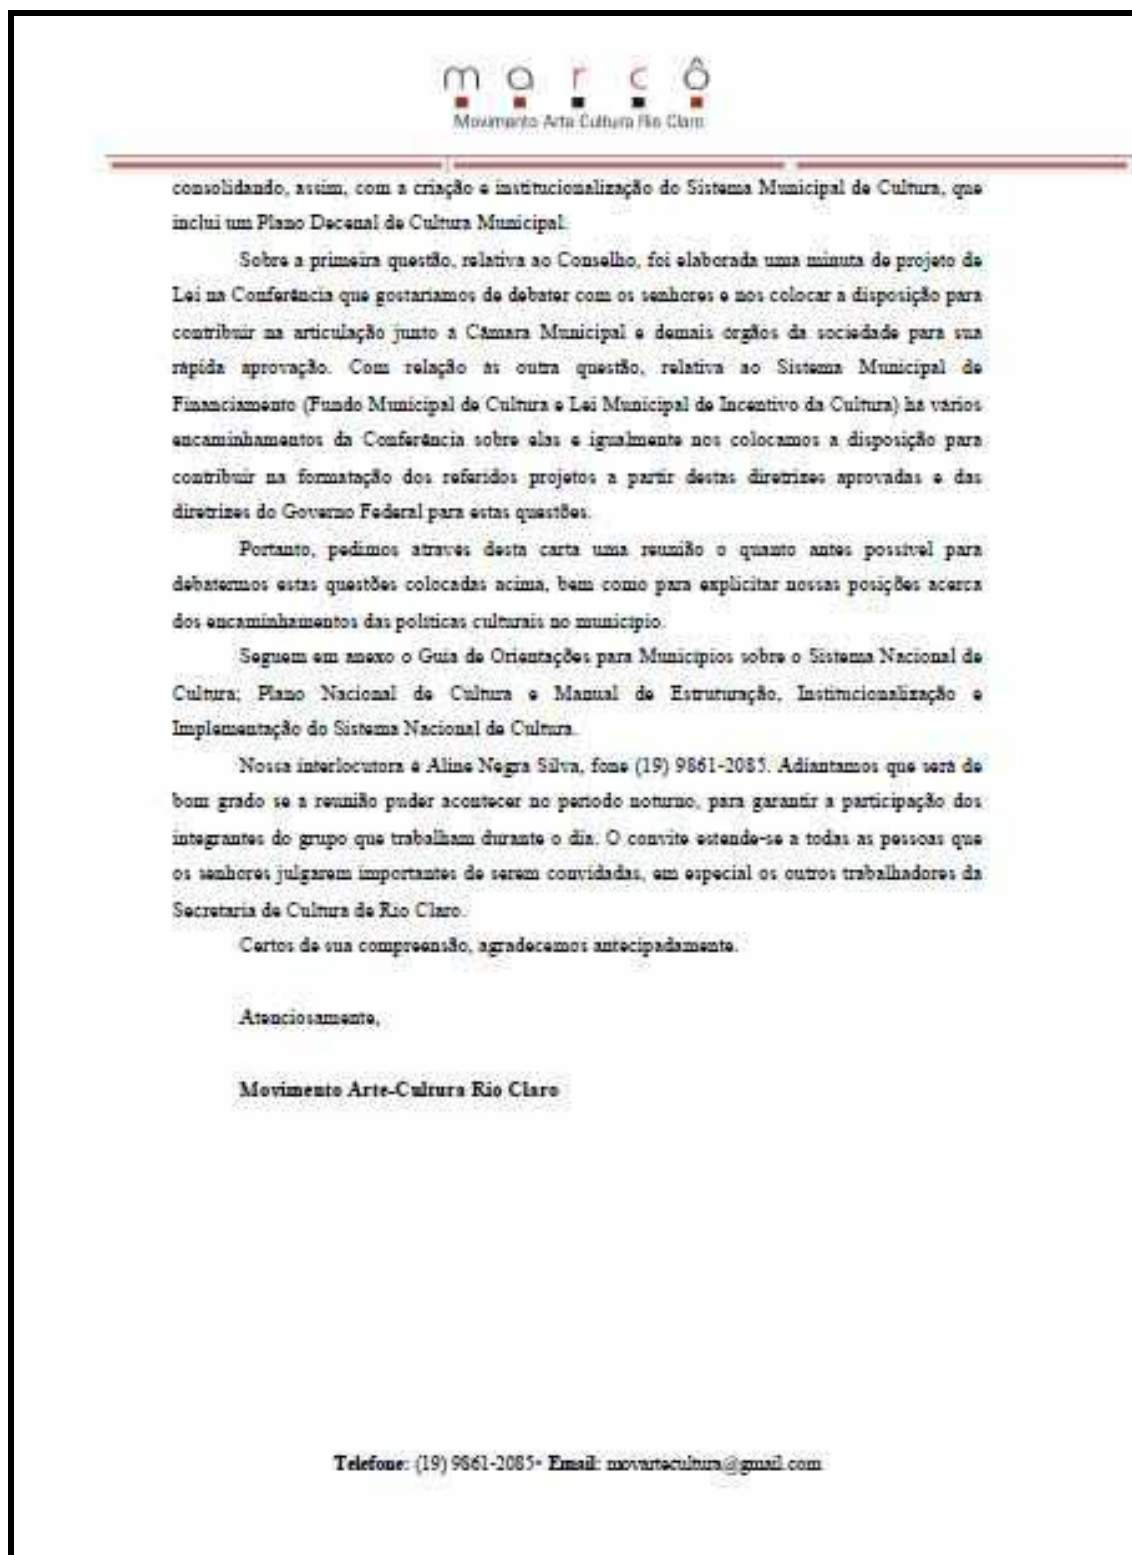 m a r c ô
Movimento Arte Cultura Rio Claro
consolidando, assim, com a criação e institucionalização do Sistema Municipal de Cultura, que
inclui um Plano Decenal de Cultura Municipal.
Sobre a primeira questão, relativa ao Conselho, foi elaborada uma minuta de projeto de
Lei na Conferência que gostaríamos de debater com os senhores e nos colocar a disposição para
contribuir na articulação junto a Câmara Municipal e demais órgãos da sociedade para sua
rápida aprovação. Com relação às outra questão, relativa ao Sistema Municipal de
Financiamento (Fundo Municipal de Cultura e Lei Municipal de Incentivo da Cultura) há vários
encaminhamentos da Conferência sobre elas e igualmente nos colocamos a disposição para
contribuir na formatação dos referidos projetos a partir destas diretrizes aprovadas e das
diretrizes do Governo Federal para estas questões.
Portanto, pedimos através desta carta uma reunião o quanto antes possível para
debatermos estas questões colocadas acima, bem como para explicitar nossas posições acerca
dos encaminhamentos das políticas culturais no município.
Seguem em anexo o Guia de Orientações para Municípios sobre o Sistema Nacional de
Cultura; Plano Nacional de Cultura e Manual de Estruturação, Institucionalização e
Implementação do Sistema Nacional de Cultura.
Nossa interlocutora é Aline Negra Silva, fone (19) 9861-2085. Adiantamos que será de
bom grado se a reunião puder acontecer no período noturno, para garantir a participação dos
integrantes do grupo que trabalham durante o dia. O convite estende-se a todas as pessoas que
os senhores julgarem importantes de serem convidadas, em especial os outros trabalhadores da
Secretaria de Cultura de Rio Claro.
Certos de sua compreensão, agradecemos antecipadamente.
Atenciosamente,
Movimento Arte-Cultura Rio Claro
Telefone: (19) 9861-2085• Email: movartecultura@gmail.com